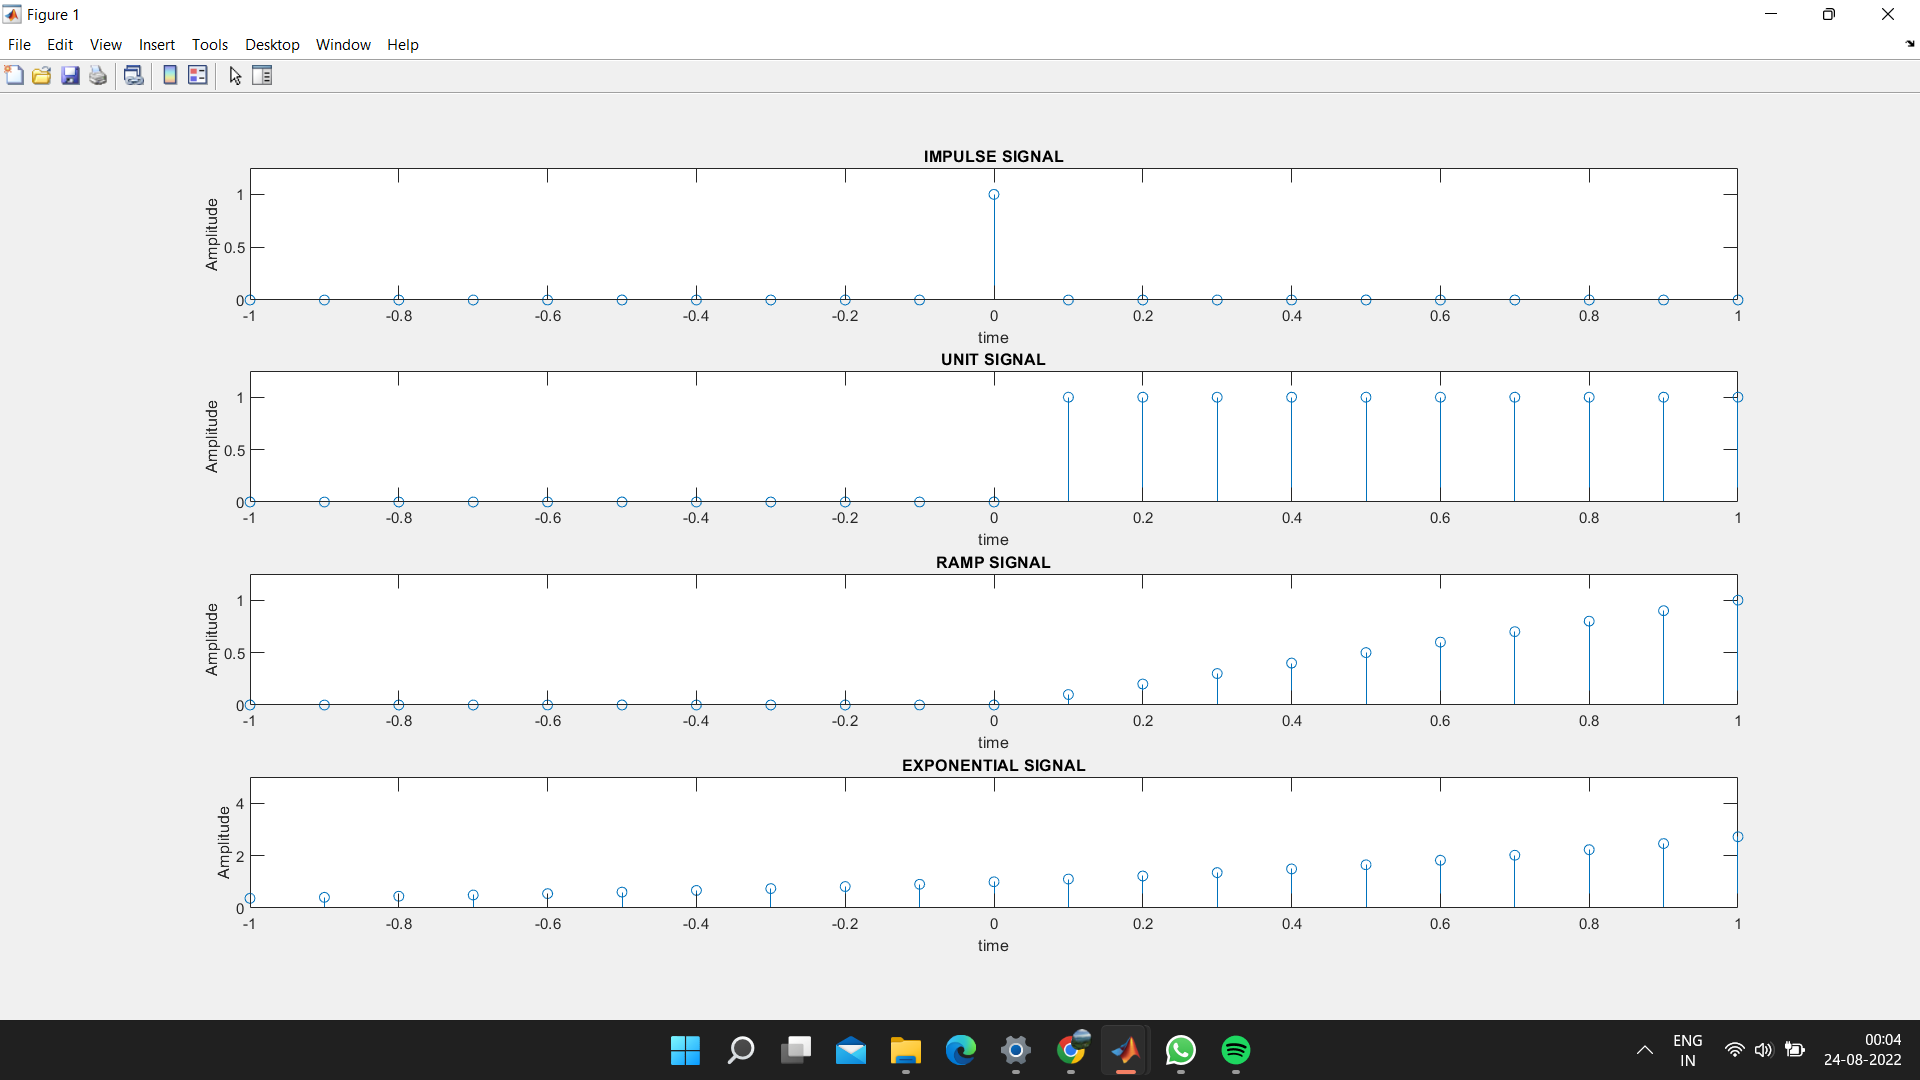 Figure 1
File Edit View Insert Tools Desktop Window Help
IMPULSE SIGNAL
Amplitude
1
0.5
0
-1 -0.8 -0.6 -0.4 -0.2 0 0.2 0.4 0.6 0.8 1
time
UNIT SIGNAL
Amplitude
1
0.5
0
-1 -0.8 -0.6 -0.4 -0.2 0 0.2 0.4 0.6 0.8 1
time
RAMP SIGNAL
Amplitude
1
0.5
0
-1 -0.8 -0.6 -0.4 -0.2 0 0.2 0.4 0.6 0.8 1
time
EXPONENTIAL SIGNAL
Amplitude
4
2
0
-1 -0.8 -0.6 -0.4 -0.2 0 0.2 0.4 0.6 0.8 1
time
ENG
IN
00:04
24-08-2022